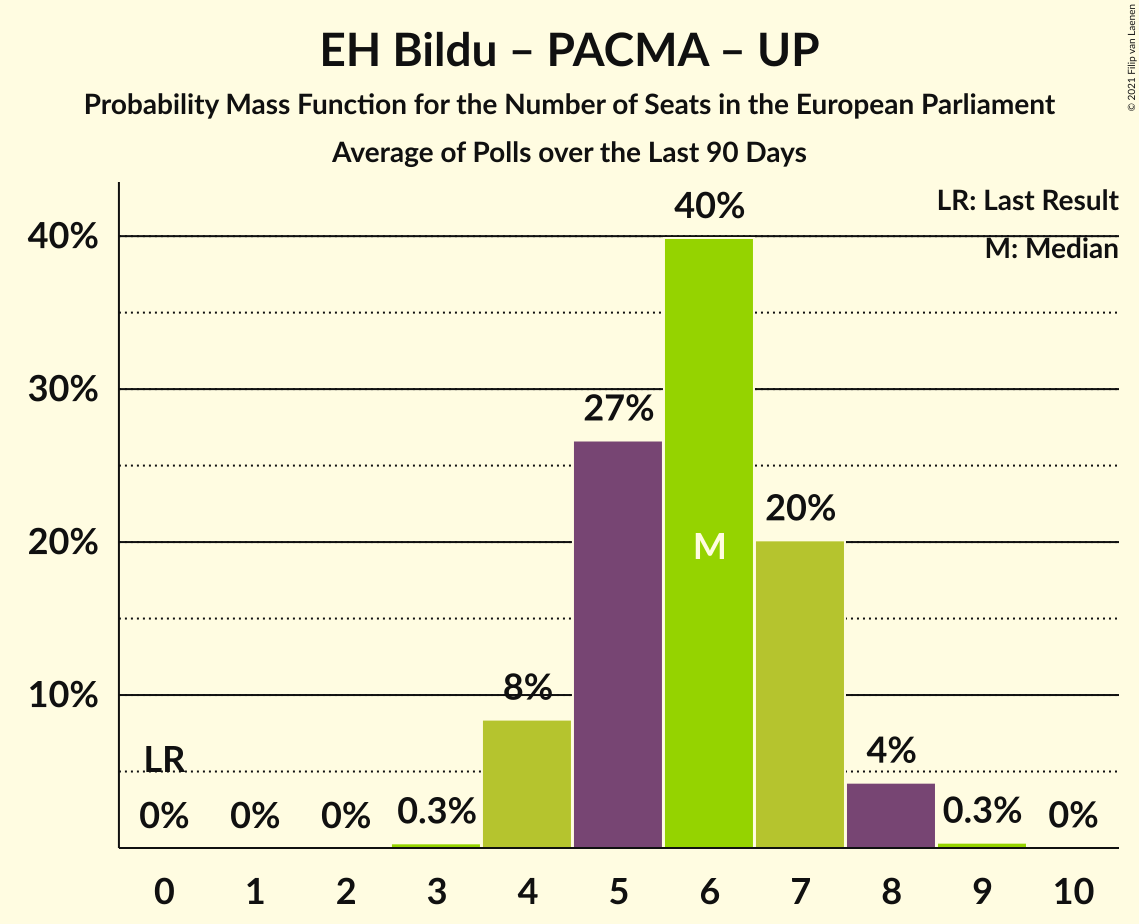 EH Bildu – PACMA – UP
Probability Mass Function for the Number of Seats in the European Parliament
Average of Polls over the Last 90 Days
© 2021 Filip van Laenen
LR: Last Result
M: Median
40%
30%
20%
10%
LR
0%
0%
0%
0.3%
8%
27%
40%
M
20%
4%
0.3%
0%
0 1 2 3 4 5 6 7 8 9 10